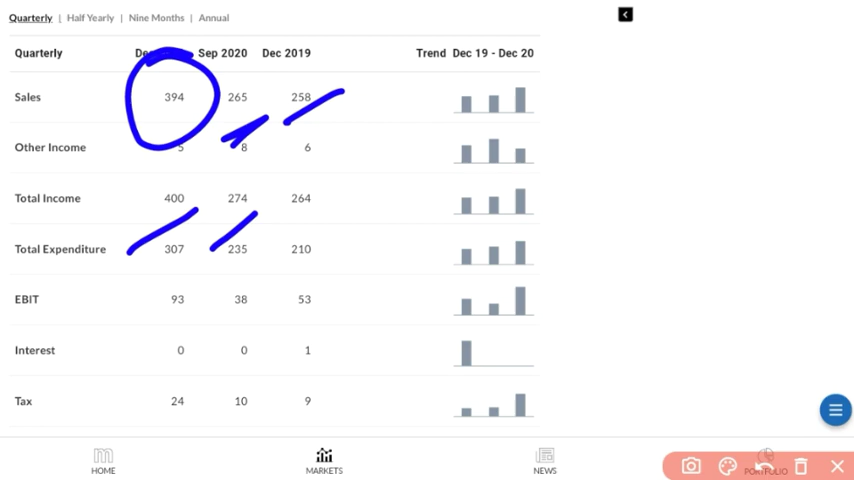 Quarterly | Half Yearly | Nine Months | Annual
Quarterly Sep 2020 Dec 2019 Trend Dec 19 - Dec 20
Sales 394 265 258
Other Income 5 8 6
Total Income 400 274 264
Total Expenditure 307 235 210
EBIT 93 38 53
Interest 0 0 1
Tax 24 10 9
HOME MARKETS NEWS PORTFOLIO